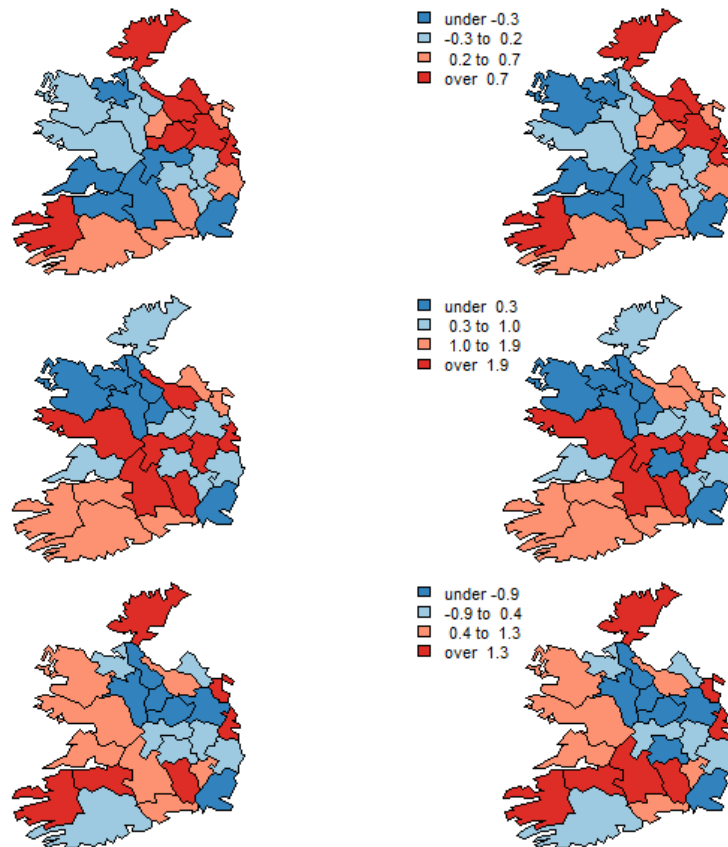 under -0.3
-0.3 to 0.2
0.2 to 0.7
over 0.7
under 0.3
0.3 to 1.0
1.0 to 1.9
over 1.9
under -0.9
-0.9 to 0.4
0.4 to 1.3
over 1.3